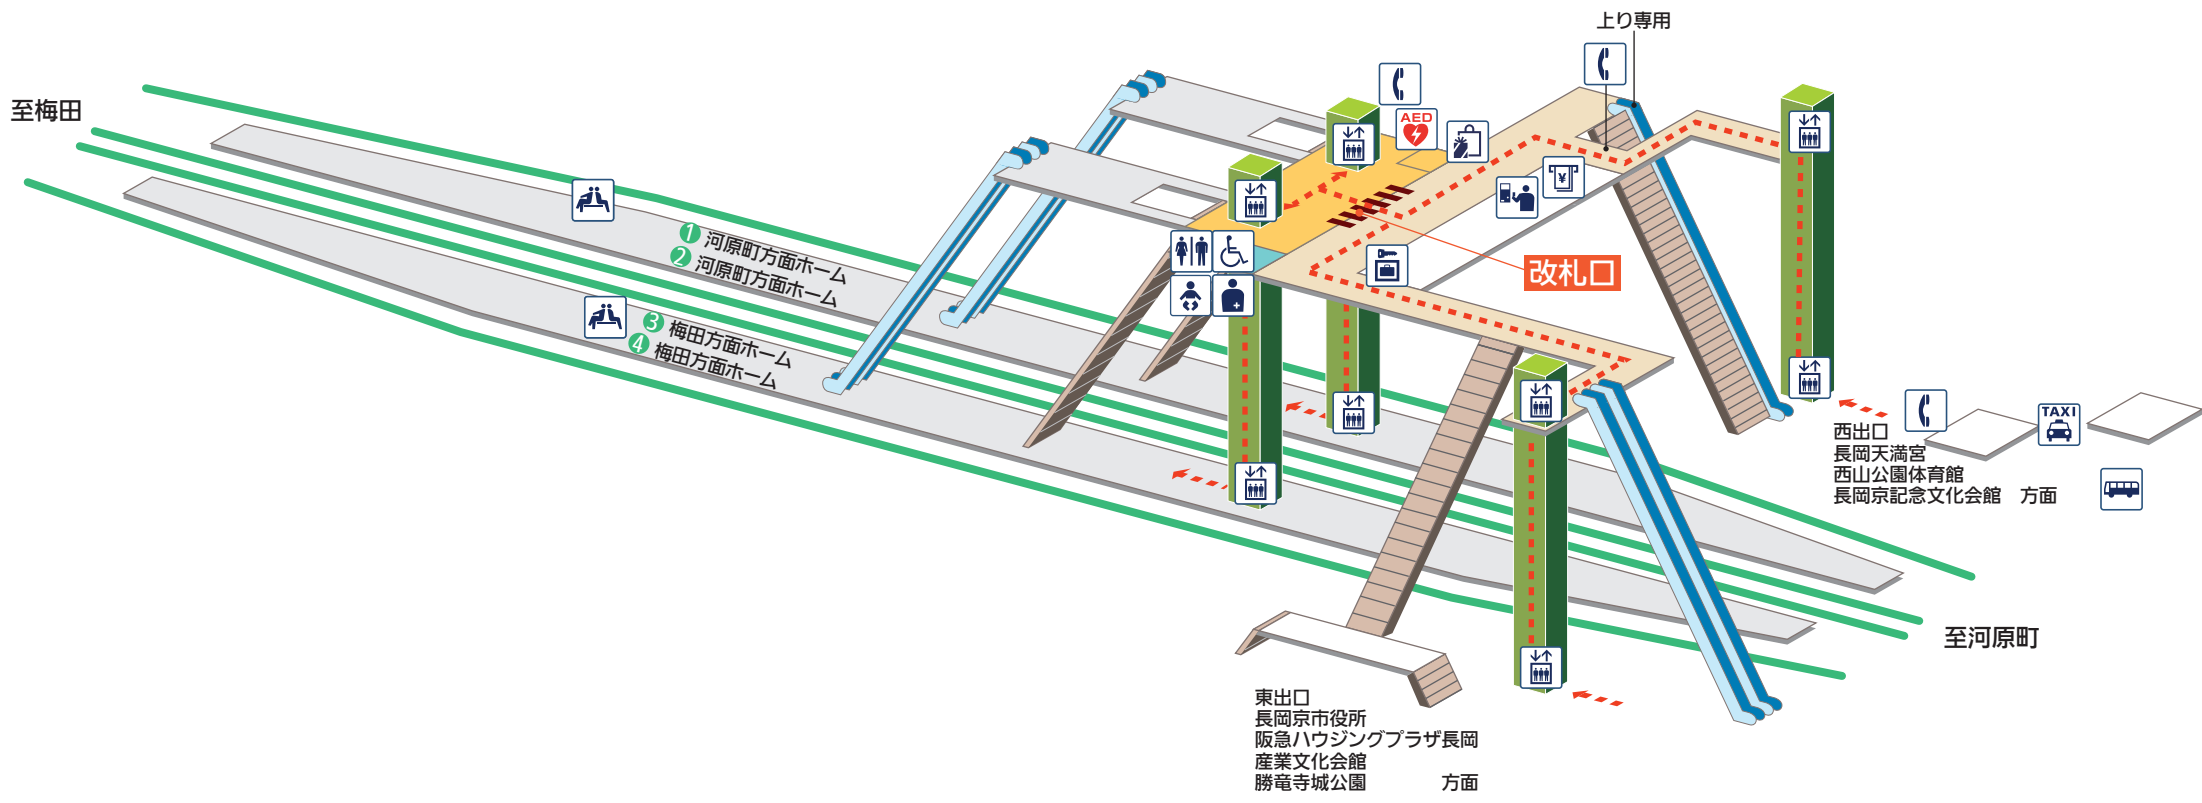 上り専用
至梅田
AED
¥
1 河原町方面ホーム
2 河原町方面ホーム
改札口
3 梅田方面ホーム
4 梅田方面ホーム
TAXI
西出口
長岡天満宮
西山公園体育館
長岡京記念文化会館 方面
至河原町
東出口
長岡京市役所
阪急ハウジングプラザ長岡
産業文化会館
勝竜寺城公園 方面